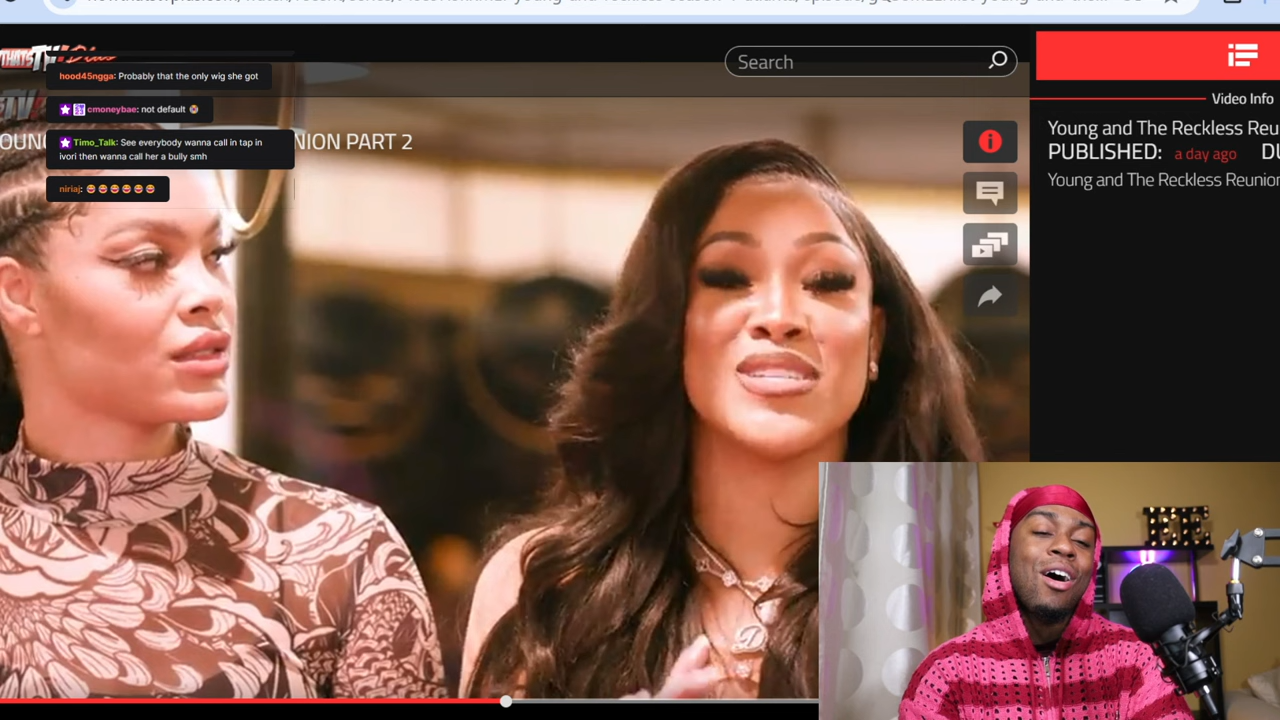 Search
hood45ngga: Probably that the only wig she got
cmoneybae: not default
Timo_Talk: See everybody wanna call in tap in
ivori then wanna call her a bully smh
niriaj:
NION PART 2
Video Info
Young and The Reckless Reu
PUBLISHED: a day ago DU
Young and The Reckless Reunion